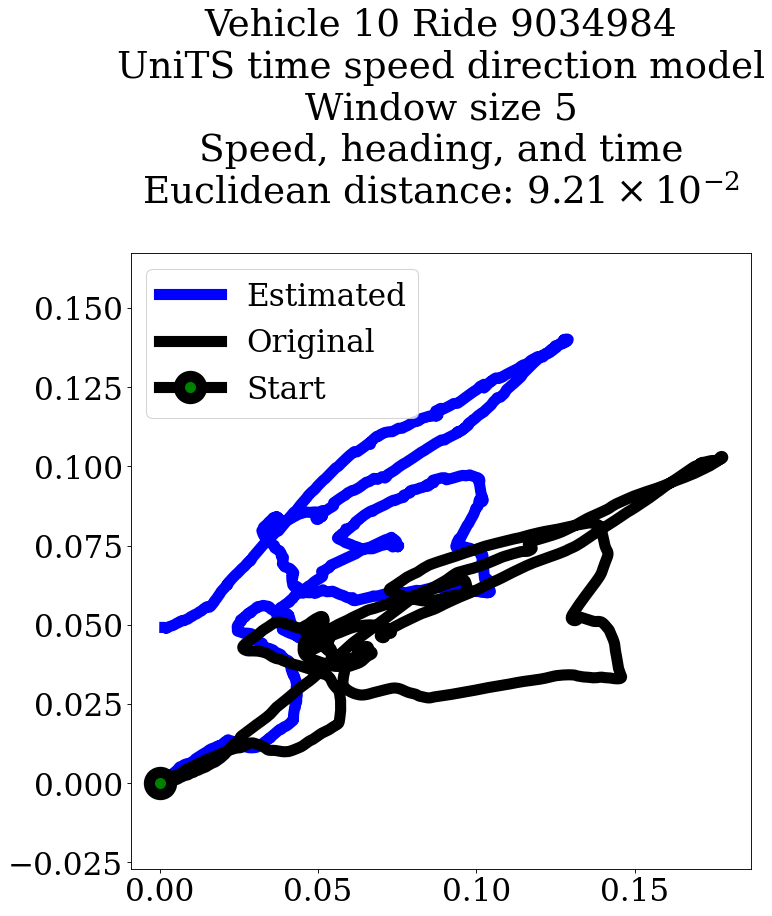 Vehicle 10 Ride 9034984
UniTS time speed direction model
Window size 5
Speed, heading, and time
Euclidean distance: 9.21 × 10⁻²
Estimated
Original
Start
0.150
0.125
0.100
0.075
0.050
0.025
0.000
−0.025
0.00 0.05 0.10 0.15